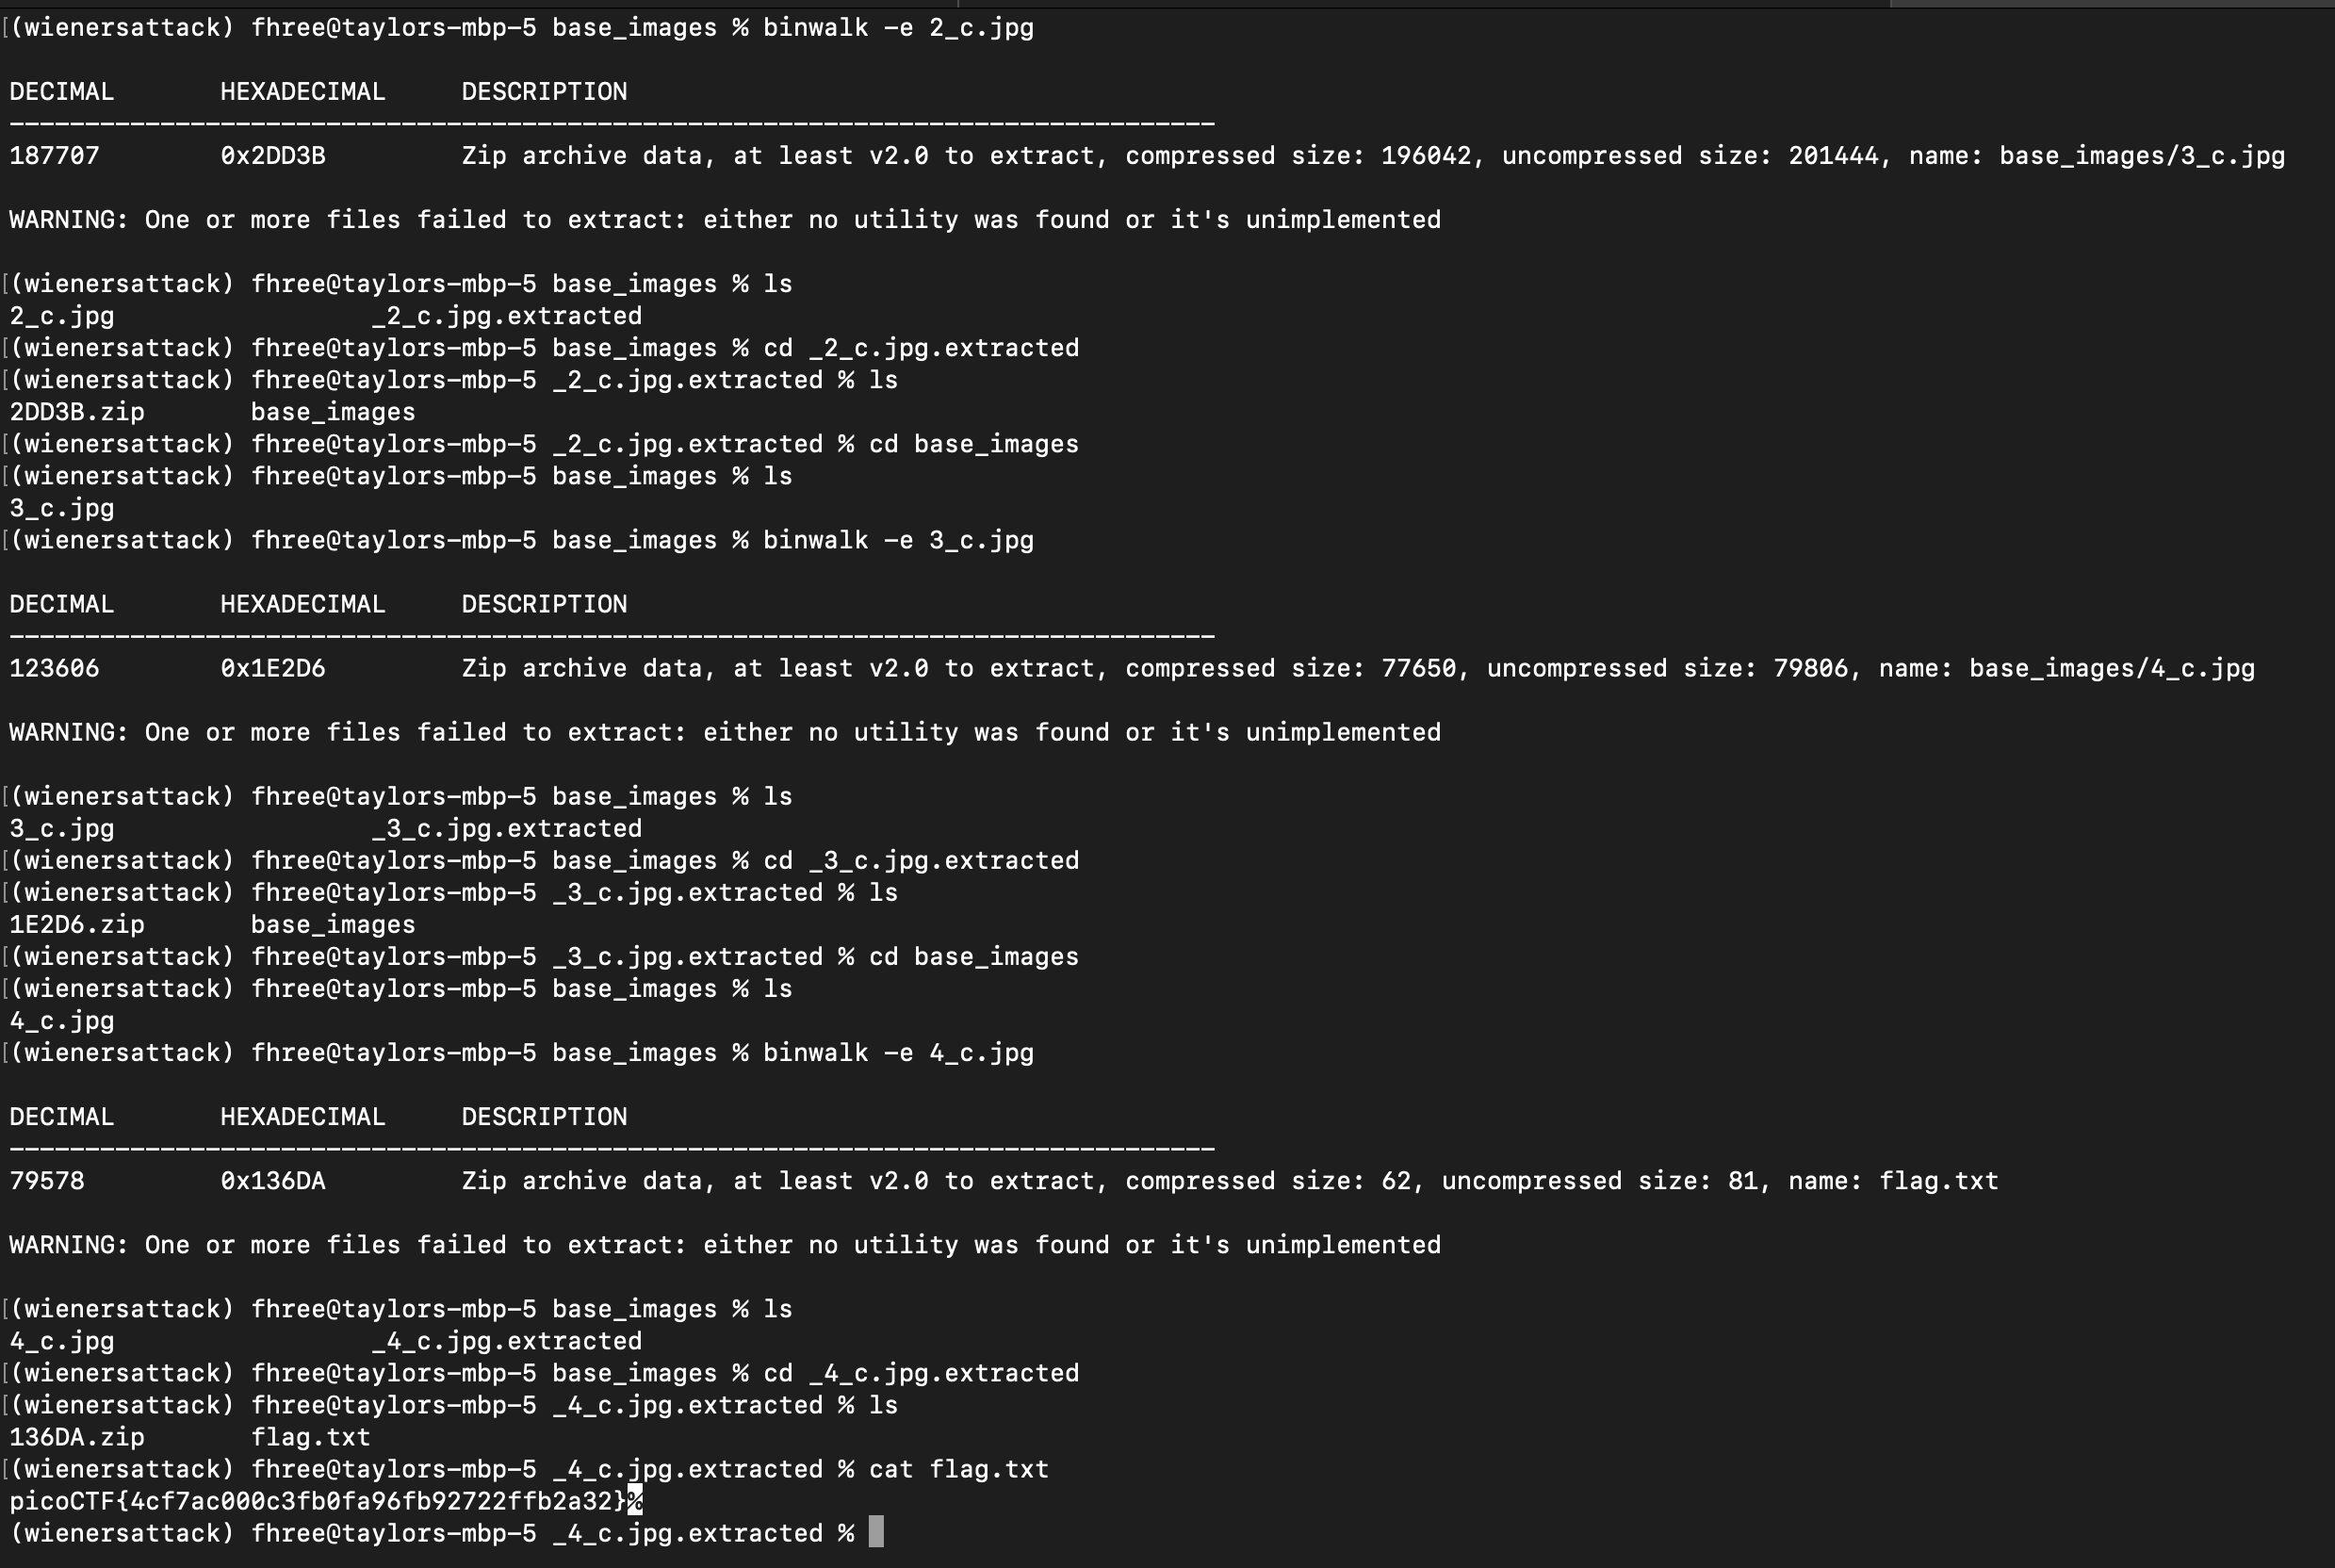 [(wienersattack) fhree@taylors-mbp-5 base_images % binwalk -e 2_c.jpg
DECIMAL       HEXADECIMAL     DESCRIPTION
--------------------------------------------------------------------------------
187707        0x2DD3B         Zip archive data, at least v2.0 to extract, compressed size: 196042, uncompressed size: 201444, name: base_images/3_c.jpg
WARNING: One or more files failed to extract: either no utility was found or it's unimplemented
[(wienersattack) fhree@taylors-mbp-5 base_images % ls
2_c.jpg                 _2_c.jpg.extracted
[(wienersattack) fhree@taylors-mbp-5 base_images % cd _2_c.jpg.extracted
[(wienersattack) fhree@taylors-mbp-5 _2_c.jpg.extracted % ls
2DD3B.zip       base_images
[(wienersattack) fhree@taylors-mbp-5 _2_c.jpg.extracted % cd base_images
[(wienersattack) fhree@taylors-mbp-5 base_images % ls
3_c.jpg
[(wienersattack) fhree@taylors-mbp-5 base_images % binwalk -e 3_c.jpg
DECIMAL       HEXADECIMAL     DESCRIPTION
--------------------------------------------------------------------------------
123606        0x1E2D6         Zip archive data, at least v2.0 to extract, compressed size: 77650, uncompressed size: 79806, name: base_images/4_c.jpg
WARNING: One or more files failed to extract: either no utility was found or it's unimplemented
[(wienersattack) fhree@taylors-mbp-5 base_images % ls
3_c.jpg                 _3_c.jpg.extracted
[(wienersattack) fhree@taylors-mbp-5 base_images % cd _3_c.jpg.extracted
[(wienersattack) fhree@taylors-mbp-5 _3_c.jpg.extracted % ls
1E2D6.zip       base_images
[(wienersattack) fhree@taylors-mbp-5 _3_c.jpg.extracted % cd base_images
[(wienersattack) fhree@taylors-mbp-5 base_images % ls
4_c.jpg
[(wienersattack) fhree@taylors-mbp-5 base_images % binwalk -e 4_c.jpg
DECIMAL       HEXADECIMAL     DESCRIPTION
--------------------------------------------------------------------------------
79578         0x136DA         Zip archive data, at least v2.0 to extract, compressed size: 62, uncompressed size: 81, name: flag.txt
WARNING: One or more files failed to extract: either no utility was found or it's unimplemented
[(wienersattack) fhree@taylors-mbp-5 base_images % ls
4_c.jpg                 _4_c.jpg.extracted
[(wienersattack) fhree@taylors-mbp-5 base_images % cd _4_c.jpg.extracted
[(wienersattack) fhree@taylors-mbp-5 _4_c.jpg.extracted % ls
136DA.zip       flag.txt
[(wienersattack) fhree@taylors-mbp-5 _4_c.jpg.extracted % cat flag.txt
picoCTF{4cf7ac000c3fb0fa96fb92722ffb2a32}%
(wienersattack) fhree@taylors-mbp-5 _4_c.jpg.extracted %